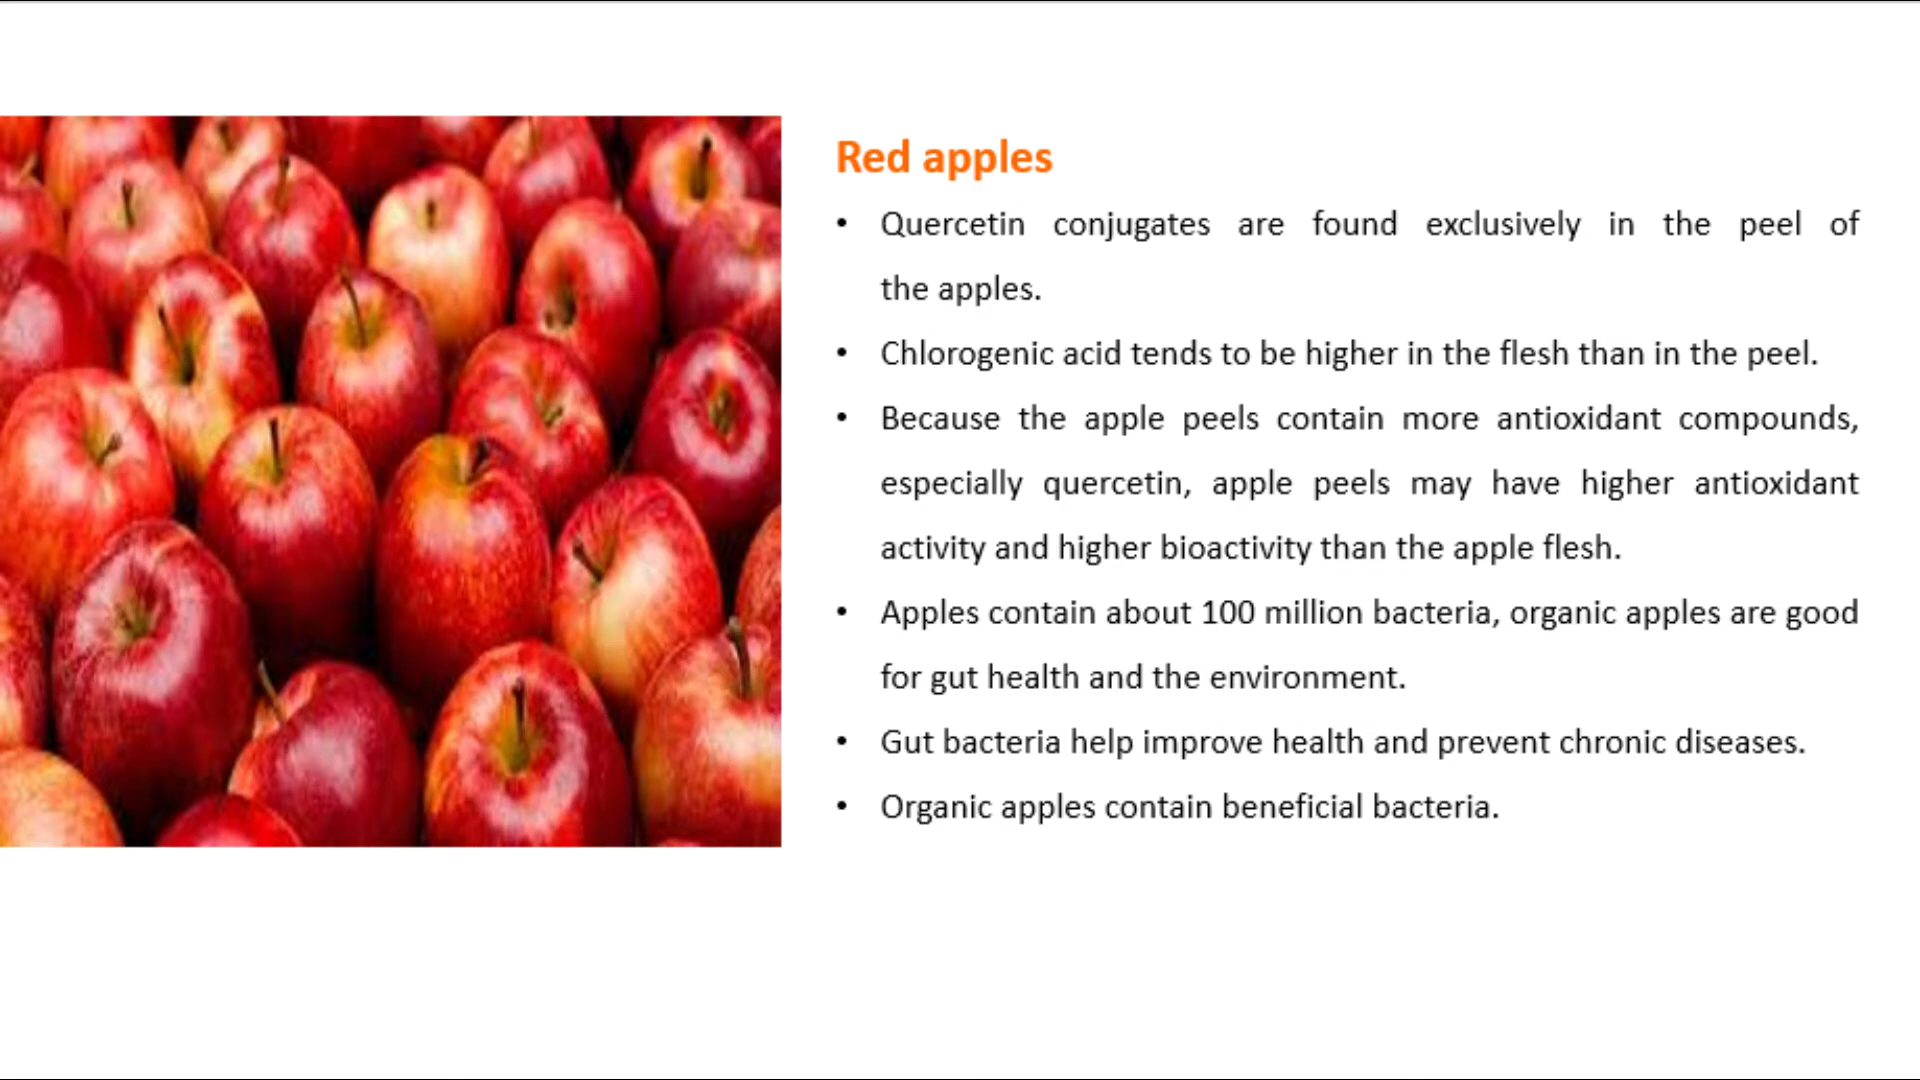 Red apples
• Quercetin conjugates are found exclusively in the peel of
the apples.
• Chlorogenic acid tends to be higher in the flesh than in the peel.
• Because the apple peels contain more antioxidant compounds,
especially quercetin, apple peels may have higher antioxidant
activity and higher bioactivity than the apple flesh.
• Apples contain about 100 million bacteria, organic apples are good
for gut health and the environment.
• Gut bacteria help improve health and prevent chronic diseases.
• Organic apples contain beneficial bacteria.